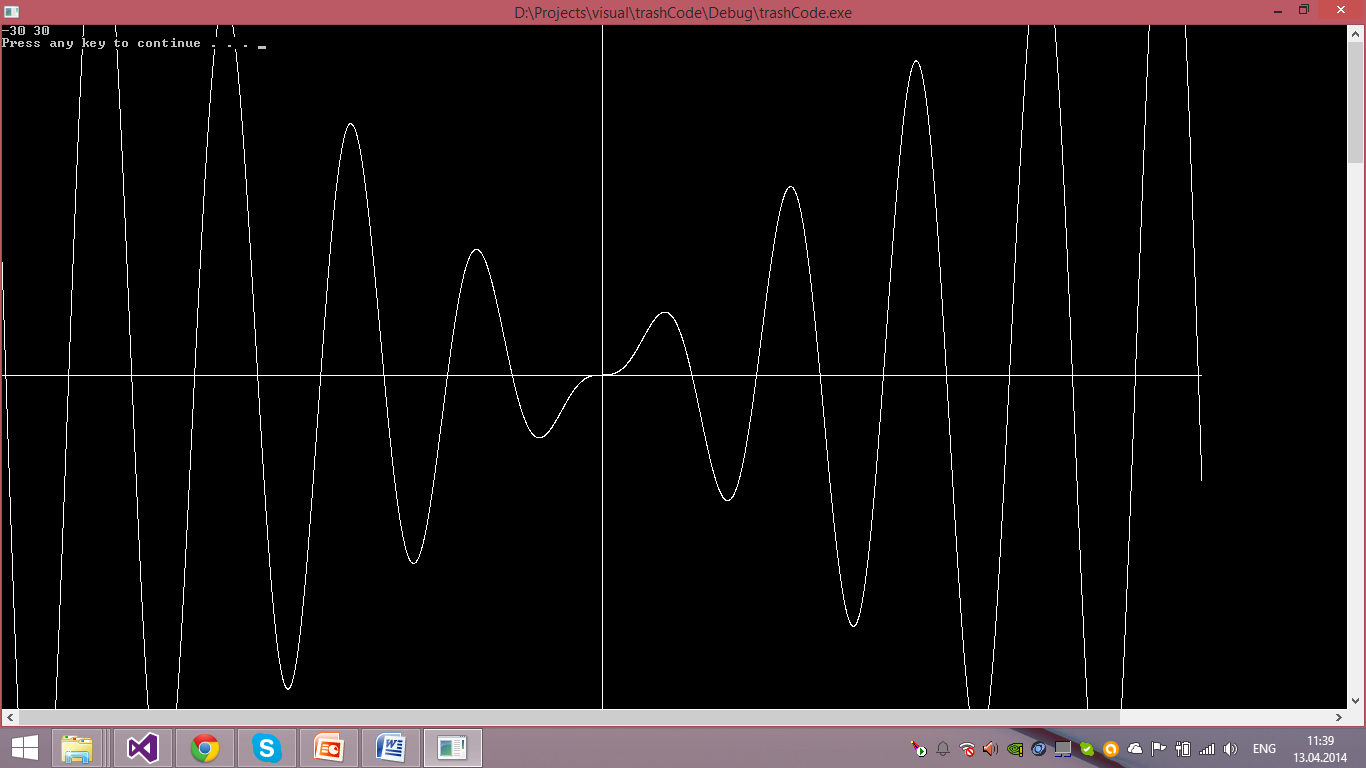 D:\Projects\visual\trashCode\Debug\trashCode.exe
-30 30
Press any key to continue . . .
ENG
11:39
13.04.2014